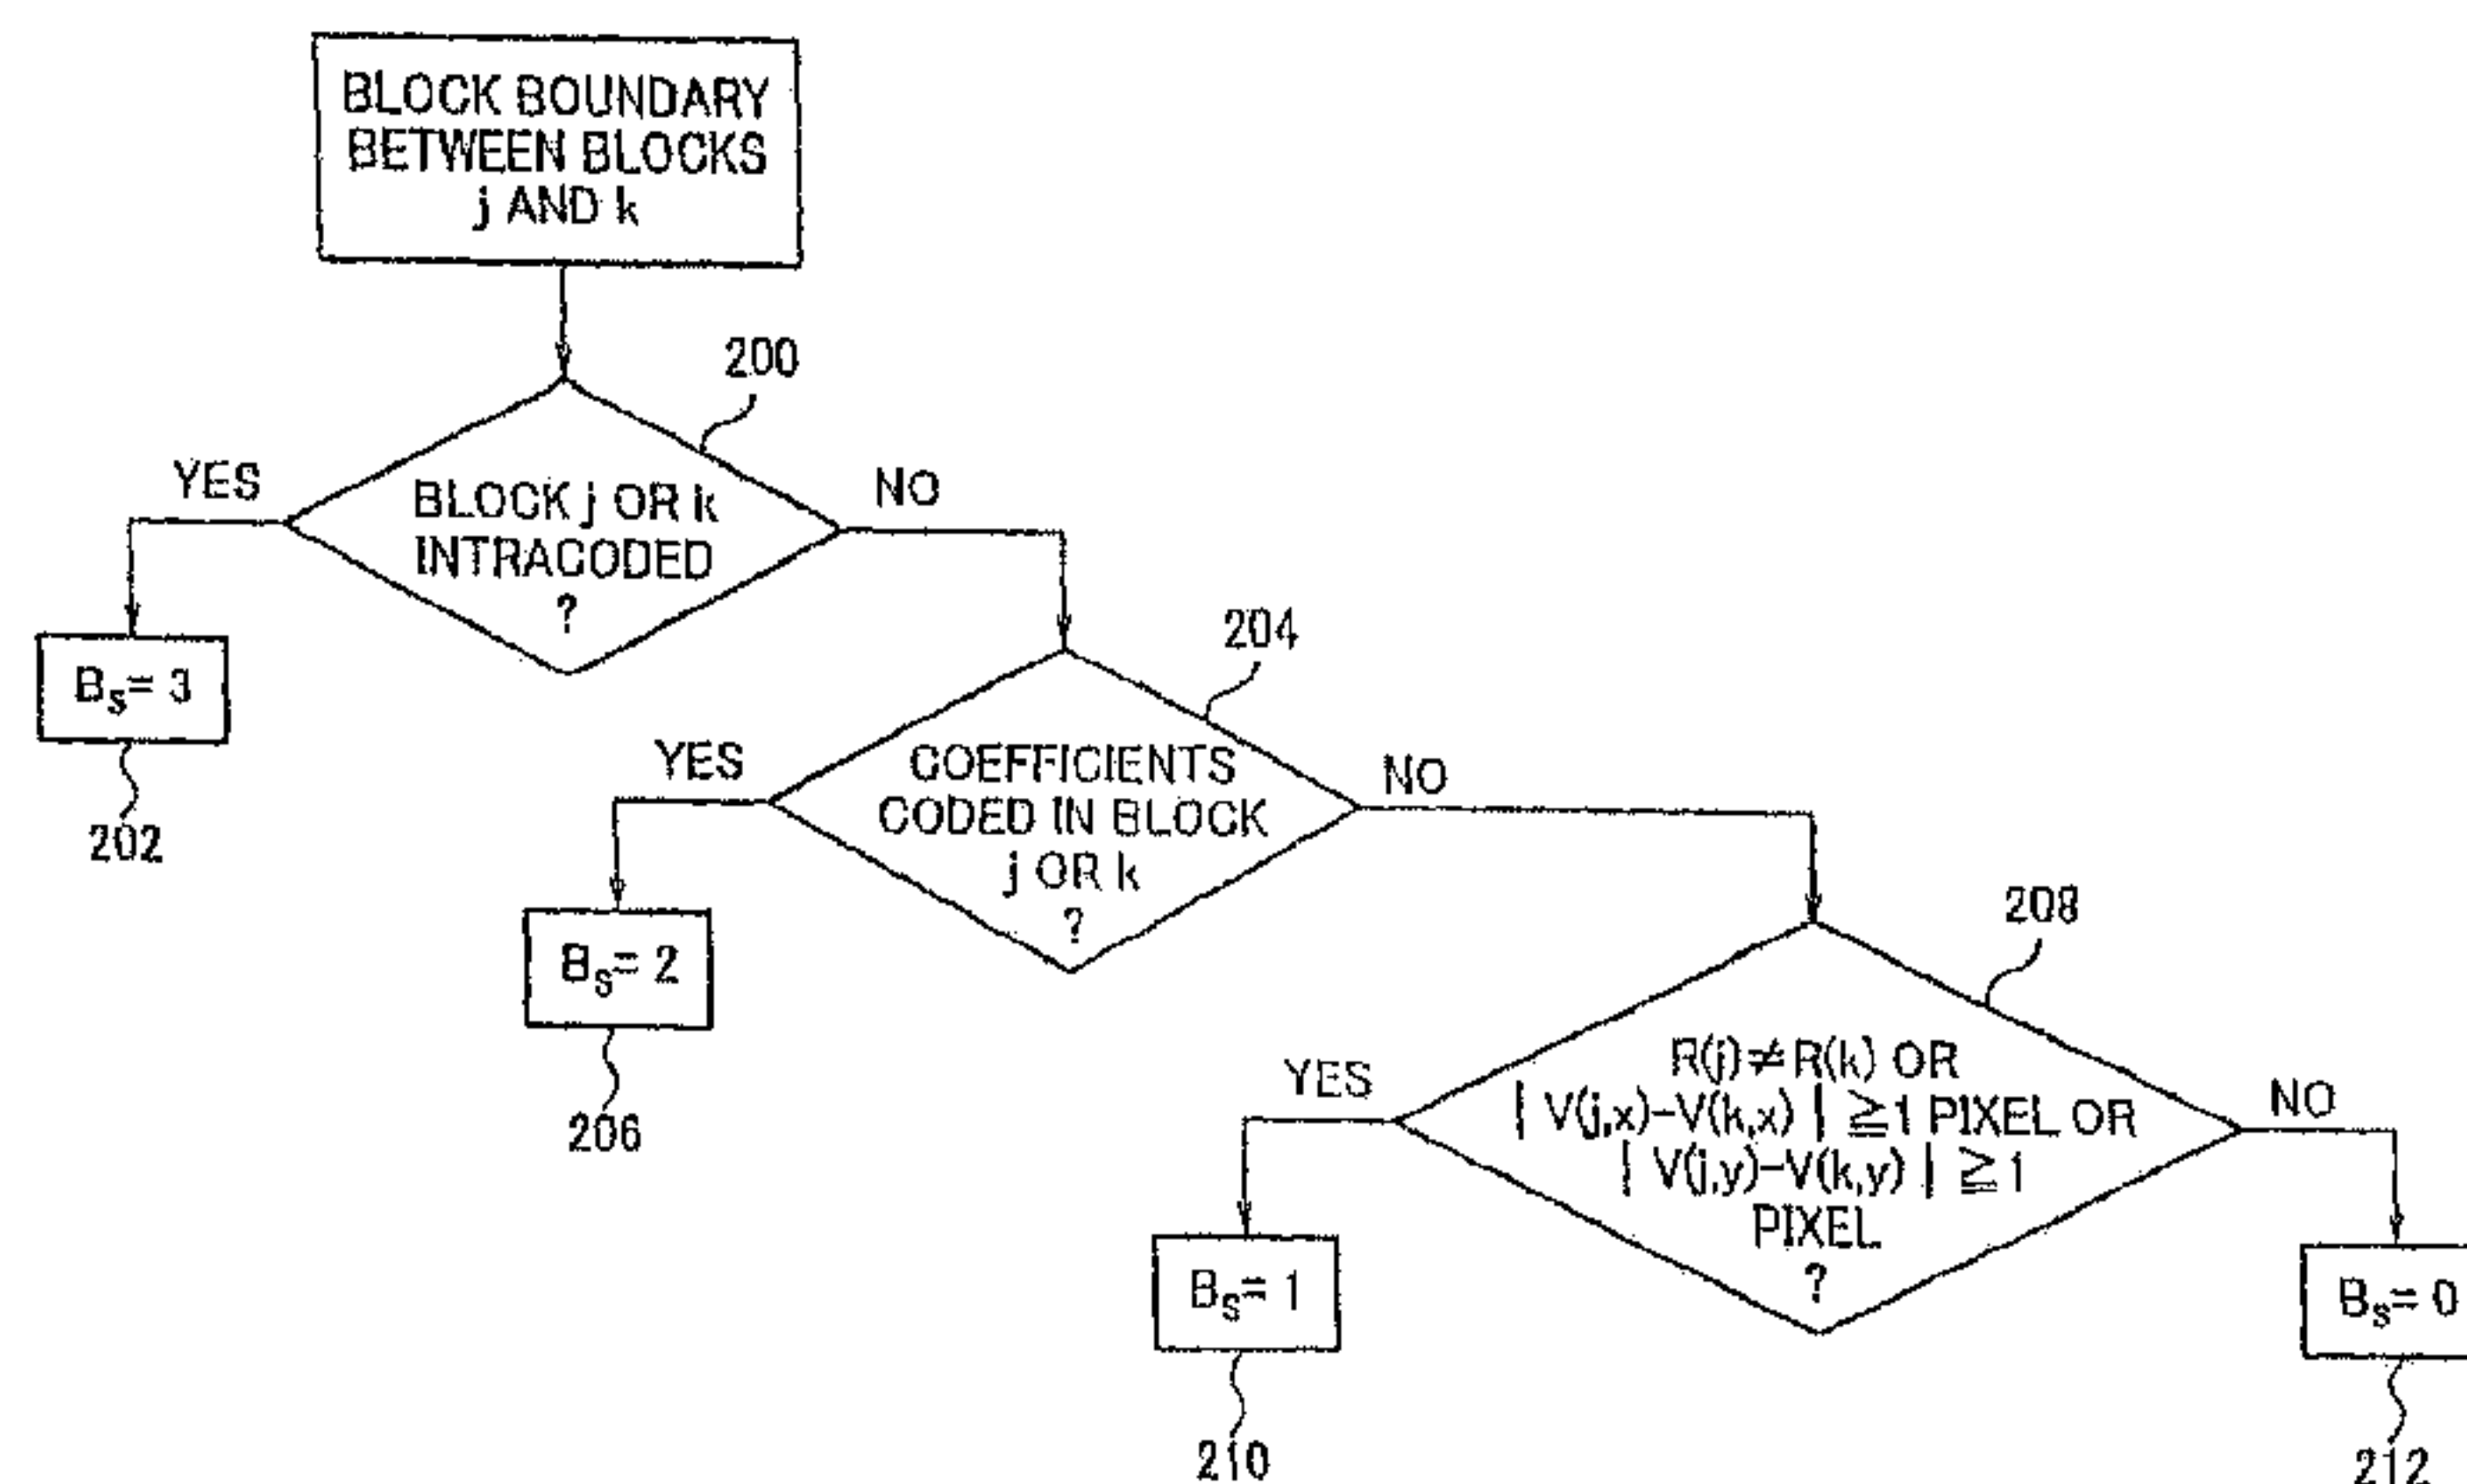 BLOCK BOUNDARY
BETWEEN BLOCKS
j AND k
200
YES
NO
BLOCK j OR k
INTRACODED
?
204
B_S= 3
202
YES
NO
COEFFICIENTS
CODED IN BLOCK
j OR k
?
208
B_S= 2
206
YES
NO
R(j)≠R(k) OR
| V(j,x)-V(k,x) | ≧1 PIXEL OR
| V(j,y)-V(k,y) | ≧1
PIXEL
?
B_S= 1
210
B_S= 0
212